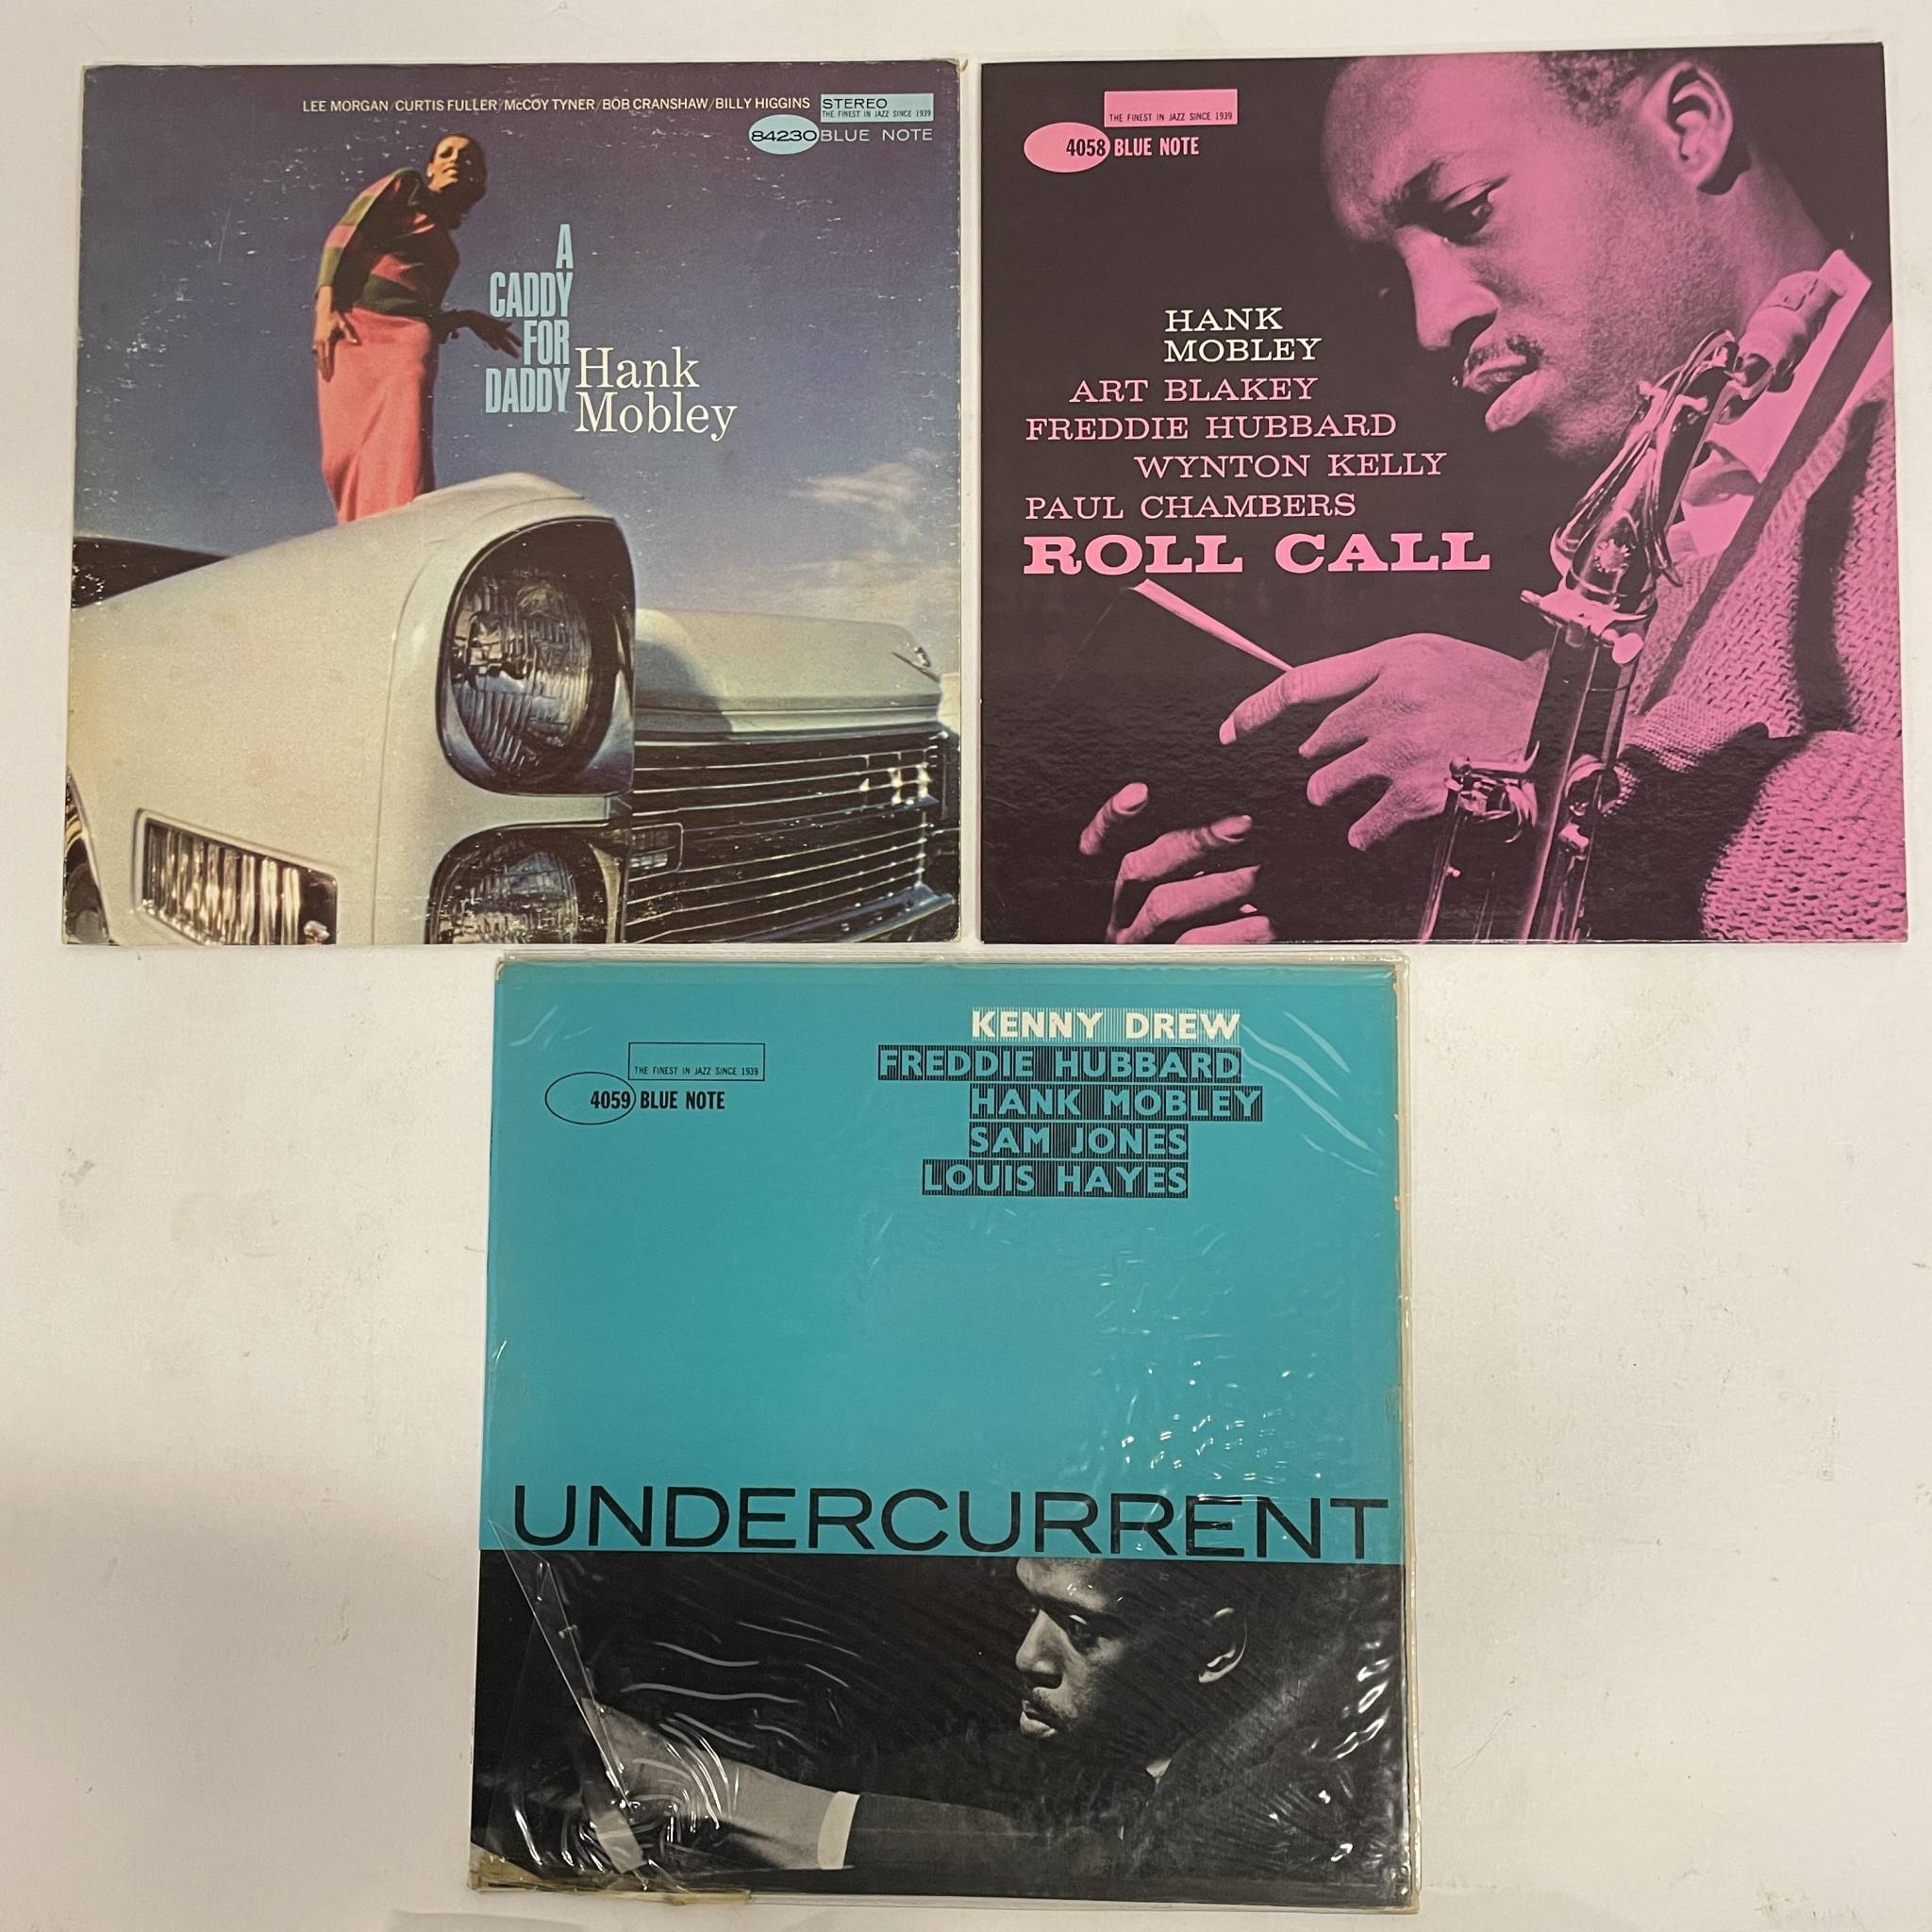 LEE MORGAN/CURTIS FULLER/McCOY TYNER/BOB CRANSHAW/BILLY HIGGINS
STEREO
THE FINEST IN JAZZ SINCE 1939
84230 BLUE NOTE
A
CADDY
FOR
DADDY
Hank
Mobley
THE FINEST IN JAZZ SINCE 1939
4058 BLUE NOTE
HANK
MOBLEY
ART BLAKEY
FREDDIE HUBBARD
WYNTON KELLY
PAUL CHAMBERS
ROLL CALL
KENNY DREW
FREDDIE HUBBARD
HANK MOBLEY
SAM JONES
LOUIS HAYES
THE FINEST IN JAZZ SINCE 1939
4059 BLUE NOTE
UNDERCURRENT